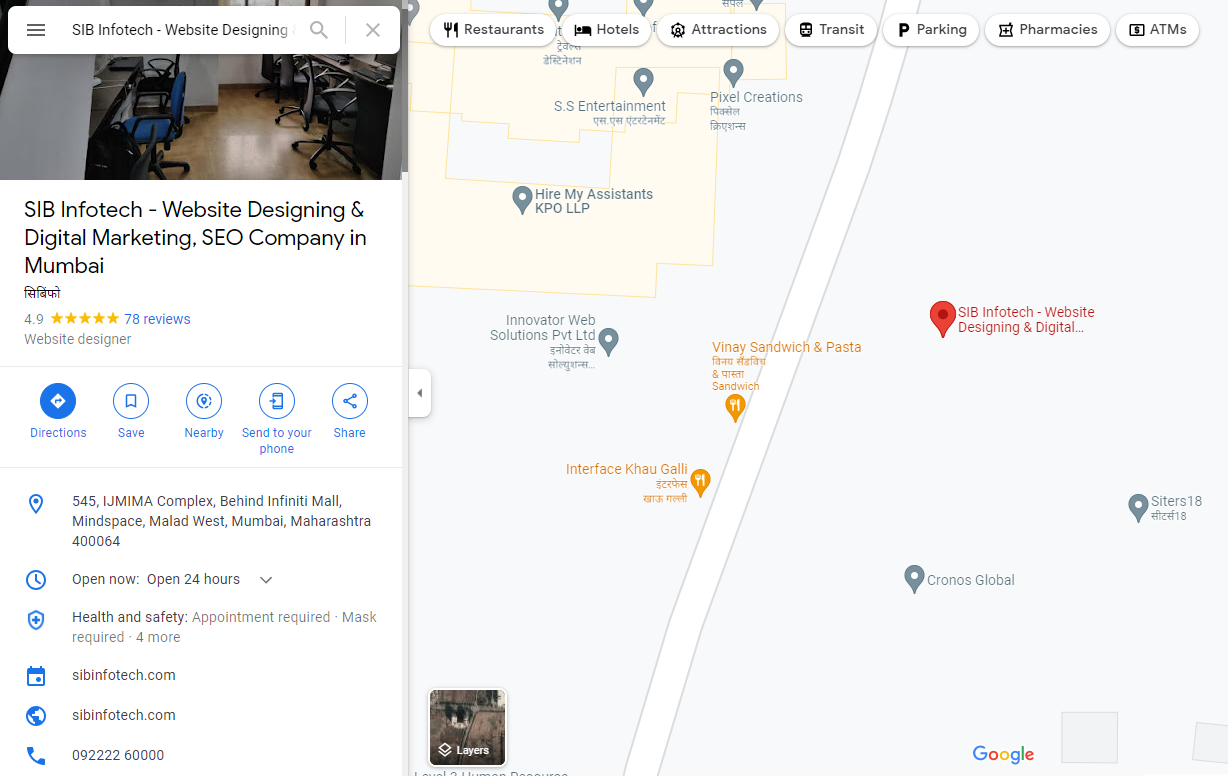 SIB Infotech - Website Designing
SIB Infotech - Website Designing &
Digital Marketing, SEO Company in
Mumbai
सिबिंफो
4.9 78 reviews
Website designer
Directions
Save
Nearby
Send to your
phone
Share
545, IJMIMA Complex, Behind Infiniti Mall,
Mindspace, Malad West, Mumbai, Maharashtra
400064
Open now: Open 24 hours
Health and safety: Appointment required · Mask
required · 4 more
sibinfotech.com
sibinfotech.com
092222 60000
Restaurants
Hotels
Attractions
Transit
Parking
Pharmacies
ATMs
ट्रेवल्स
डेस्टिनेशन
S.S Entertainment
एस.एस एंटरटेनमेंट
Pixel Creations
पिक्सेल
क्रिएशन्स
Hire My Assistants
KPO LLP
Innovator Web
Solutions Pvt Ltd
इनोवेटर वेब
सोल्युशन्स...
SIB Infotech - Website
Designing & Digital...
Vinay Sandwich & Pasta
विनय सैंडविच
& पास्ता
Sandwich
Interface Khau Galli
इंटरफेस
खाऊ गल्ली
Siters18
सीटर्स18
Cronos Global
Layers
Google